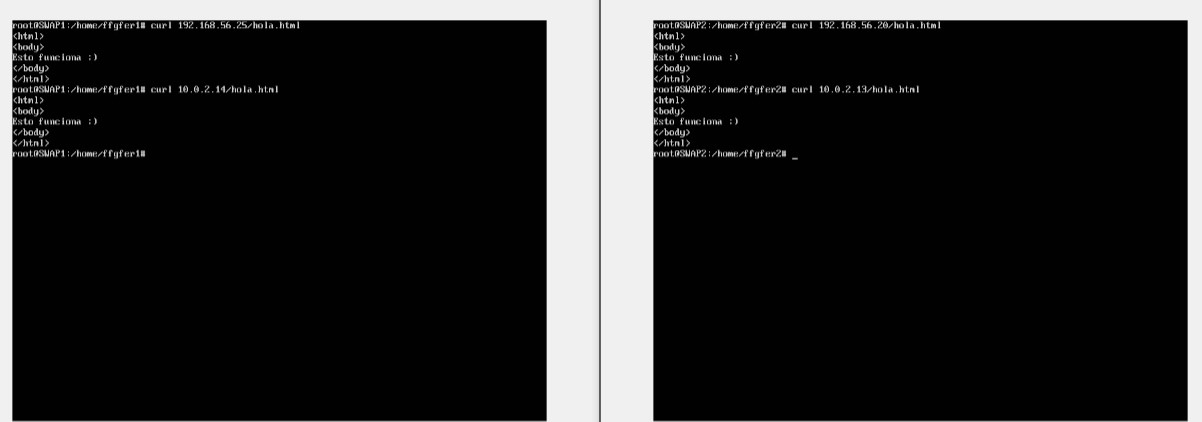 root@SWAP1:/home/ffgfer1# curl 192.168.56.25/hola.html
<html>
<body>
Esto funciona :)
</body>
</html>
root@SWAP1:/home/ffgfer1# curl 10.0.2.14/hola.html
<html>
<body>
Esto funciona :)
</body>
</html>
root@SWAP1:/home/ffgfer1#
root@SWAP2:/home/ffgfer2# curl 192.168.56.20/hola.html
<html>
<body>
Esto funciona :)
</body>
</html>
root@SWAP2:/home/ffgfer2# curl 10.0.2.13/hola.html
<html>
<body>
Esto funciona :)
</body>
</html>
root@SWAP2:/home/ffgfer2# _